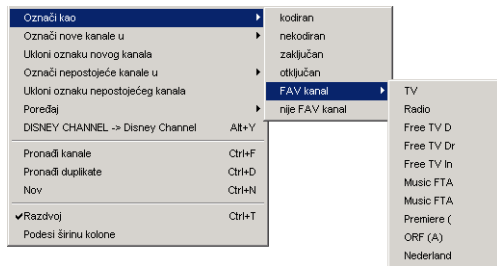 Označi kao
Označi nove kanale u
Ukloni oznaku novog kanala
Označi nepostojeće kanale u
Ukloni oznaku nepostojećeg kanala
Poređaj
DISNEY CHANNEL -> Disney Channel Alt+Y
Pronađi kanale Ctrl+F
Pronađi duplikate Ctrl+D
Nov Ctrl+N
Razdvoj Ctrl+T
Podesi širinu kolone
kodiran
nekodiran
zaključan
otključan
FAV kanal
nije FAV kanal
TV
Radio
Free TV D
Free TV Dr
Free TV In
Music FTA
Music FTA
Premiere (
ORF (A)
Nederland